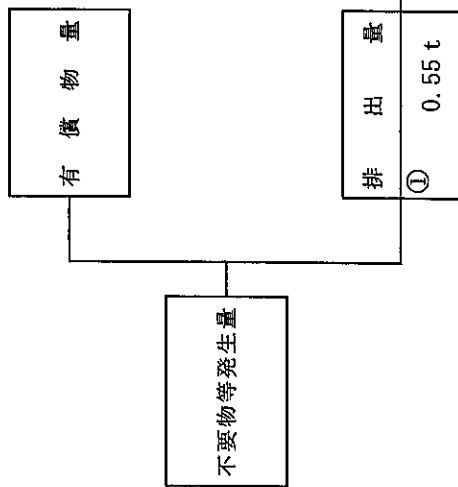 有償物量
排出量
① 0.55 t
不要物等発生量